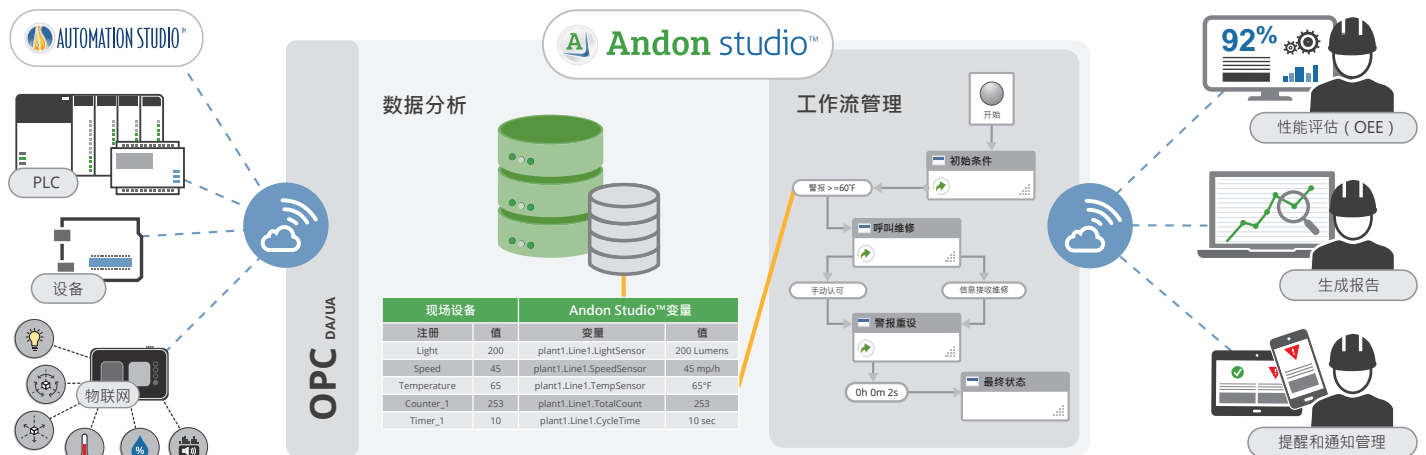 AUTOMATION STUDIO™
PLC
设备
物联网
%
OPC DA/UA
Andon studio™
数据分析
现场设备 Andon Studio™变量
注册 值 变量 值
Light 200 plant1.Line1.LightSensor 200 Lumens
Speed 45 plant1.Line1.SpeedSensor 45 mp/h
Temperature 65 plant1.Line1.TempSensor 65°F
Counter_1 253 plant1.Line1.TotalCount 253
Timer_1 10 plant1.Line1.CycleTime 10 sec
工作流管理
开始
初始条件
警报 > =60°F
呼叫维修
手动认可
信息接收维修
警报重设
0h 0m 2s
最终状态
92%
性能评估（OEE）
生成报告
提醒和通知管理